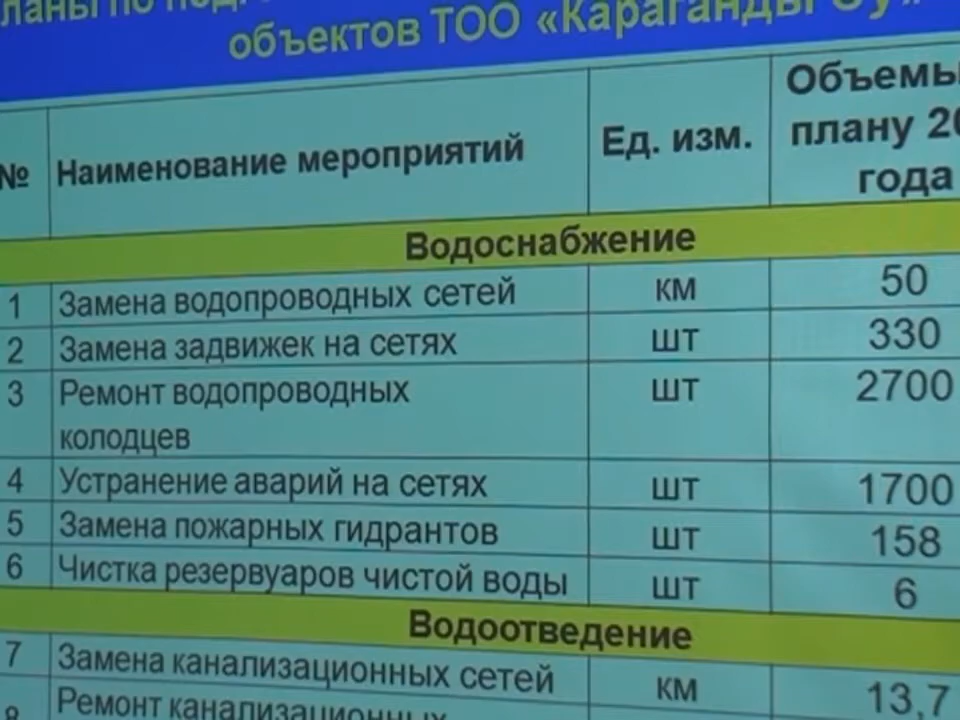 объектов ТОО «Караганды Су»
№ Наименование мероприятий Ед. изм. Объемы
плану
года
Водоснабжение
1 Замена водопроводных сетей км 50
2 Замена задвижек на сетях шт 330
3 Ремонт водопроводных шт 2700
колодцев
4 Устранение аварий на сетях шт 1700
5 Замена пожарных гидрантов шт 158
6 Чистка резервуаров чистой воды шт 6
Водоотведение
7 Замена канализационных сетей км 13,7
8 Ремонт канализационных